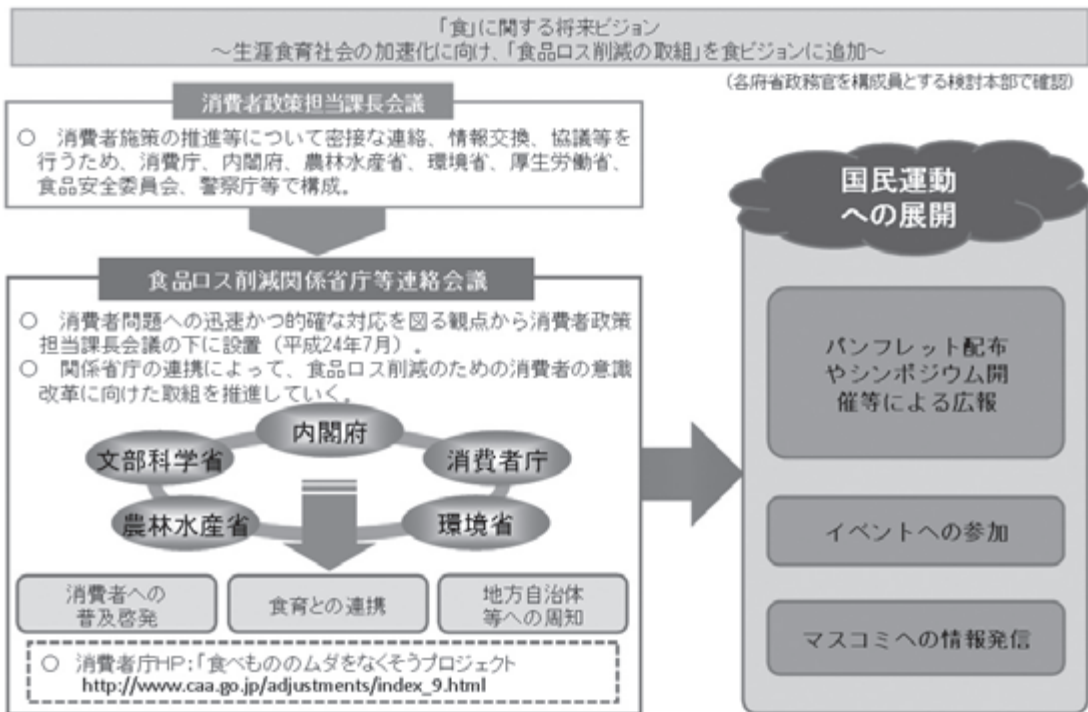 「食」に関する将来ビジョン
～生涯食育社会の加速化に向け、「食品ロス削減の取組」を食ビジョンに追加～
(各府省政務官を構成員とする検討本部で確認)
消費者政策担当課長会議
○ 消費者施策の推進等について密接な連絡、情報交換、協議等を
行うため、消費庁、内閣府、農林水産省、環境省、厚生労働省、
食品安全委員会、警察庁等で構成。
食品ロス削減関係省庁等連絡会議
○ 消費者問題への迅速かつ的確な対応を図る観点から消費者政策
担当課長会議の下に設置（平成24年7月）。
○ 関係省庁の連携によって、食品ロス削減のための消費者の意識
改革に向けた取組を推進していく。
内閣府
文部科学省
消費者庁
農林水産省
環境省
消費者への
普及啓発
食育との連携
地方自治体
等への周知
○ 消費者庁HP：「食べもののムダをなくそうプロジェクト
http://www.caa.go.jp/adjustments/index_9.html
国民運動
への展開
パンフレット配布
やシンポジウム開
催等による広報
イベントへの参加
マスコミへの情報発信